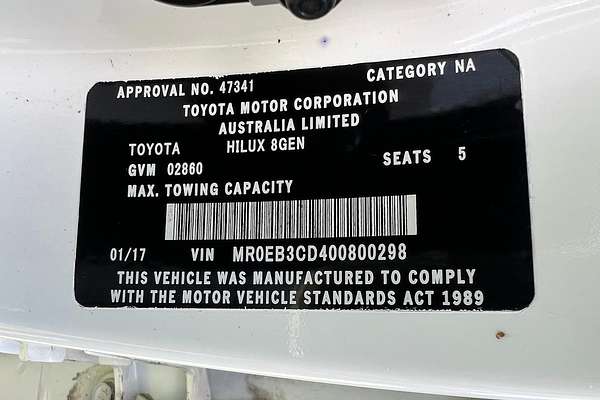 APPROVAL NO. 47341 CATEGORY NA
TOYOTA MOTOR CORPORATION
AUSTRALIA LIMITED
TOYOTA HILUX 8GEN
GVM 02860 SEATS 5
MAX. TOWING CAPACITY
01/17 VIN MR0EB3CD400800298
THIS VEHICLE WAS MANUFACTURED TO COMPLY
WITH THE MOTOR VEHICLE STANDARDS ACT 1989